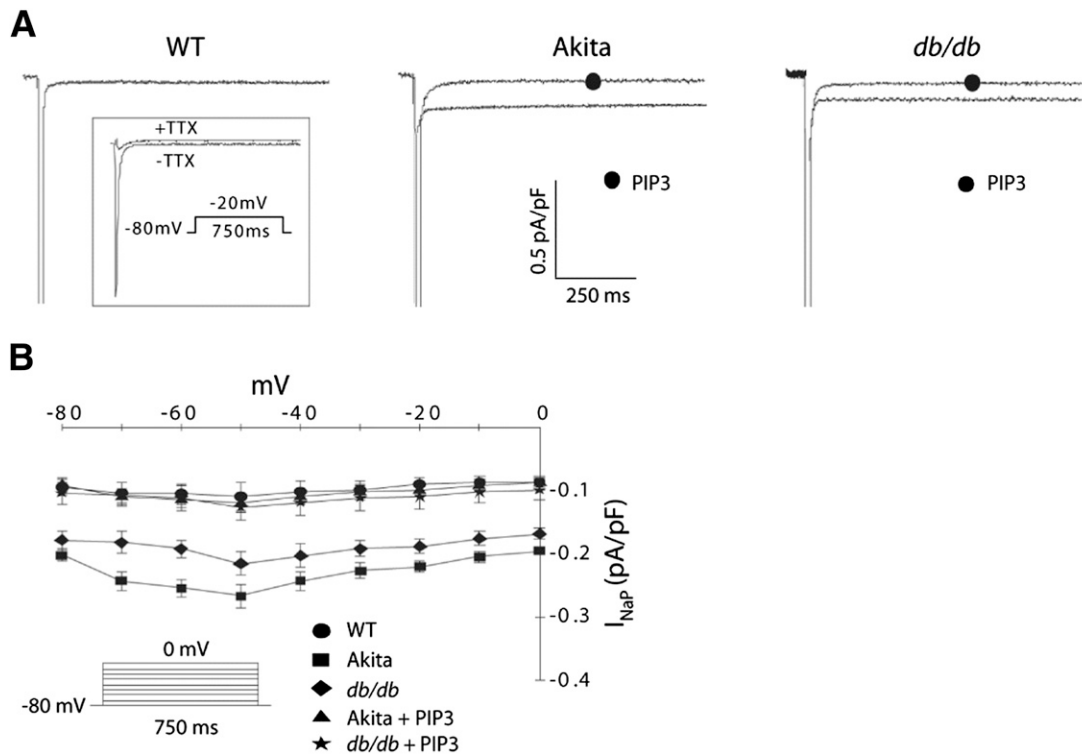 A
WT
Akita
db/db
+TTX
-TTX
-20mV
-80mV
750ms
PIP3
PIP3
0.5 pA/pF
250 ms
B
mV
-80
-60
-40
-20
0
-0.1
-0.2
-0.3
-0.4
INaP (pA/pF)
WT
Akita
db/db
Akita + PIP3
db/db + PIP3
0 mV
-80 mV
750 ms